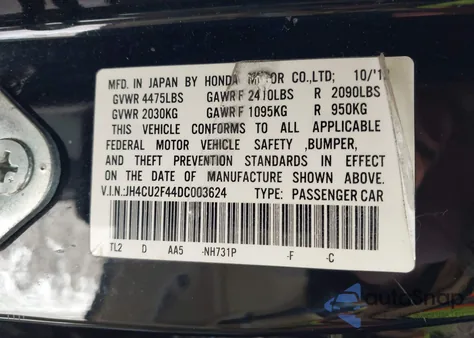 MFD. IN JAPAN BY HONDA MOTOR CO.,LTD; 10/'12
GVWR 4475LBS GAWR F 2410LBS R 2090LBS
GVWR 2030KG GAWR F 1095KG R 950KG
THIS VEHICLE CONFORMS TO ALL APPLICABLE
FEDERAL MOTOR VEHICLE SAFETY ,BUMPER,
AND THEFT PREVENTION STANDARDS IN EFFECT
ON THE DATE OF MANUFACTURE SHOWN ABOVE.
V.I.N.:JH4CU2F44DC003624 TYPE: PASSENGER CAR
TL2 D AA5 -NH731P -F -C
autoSnap